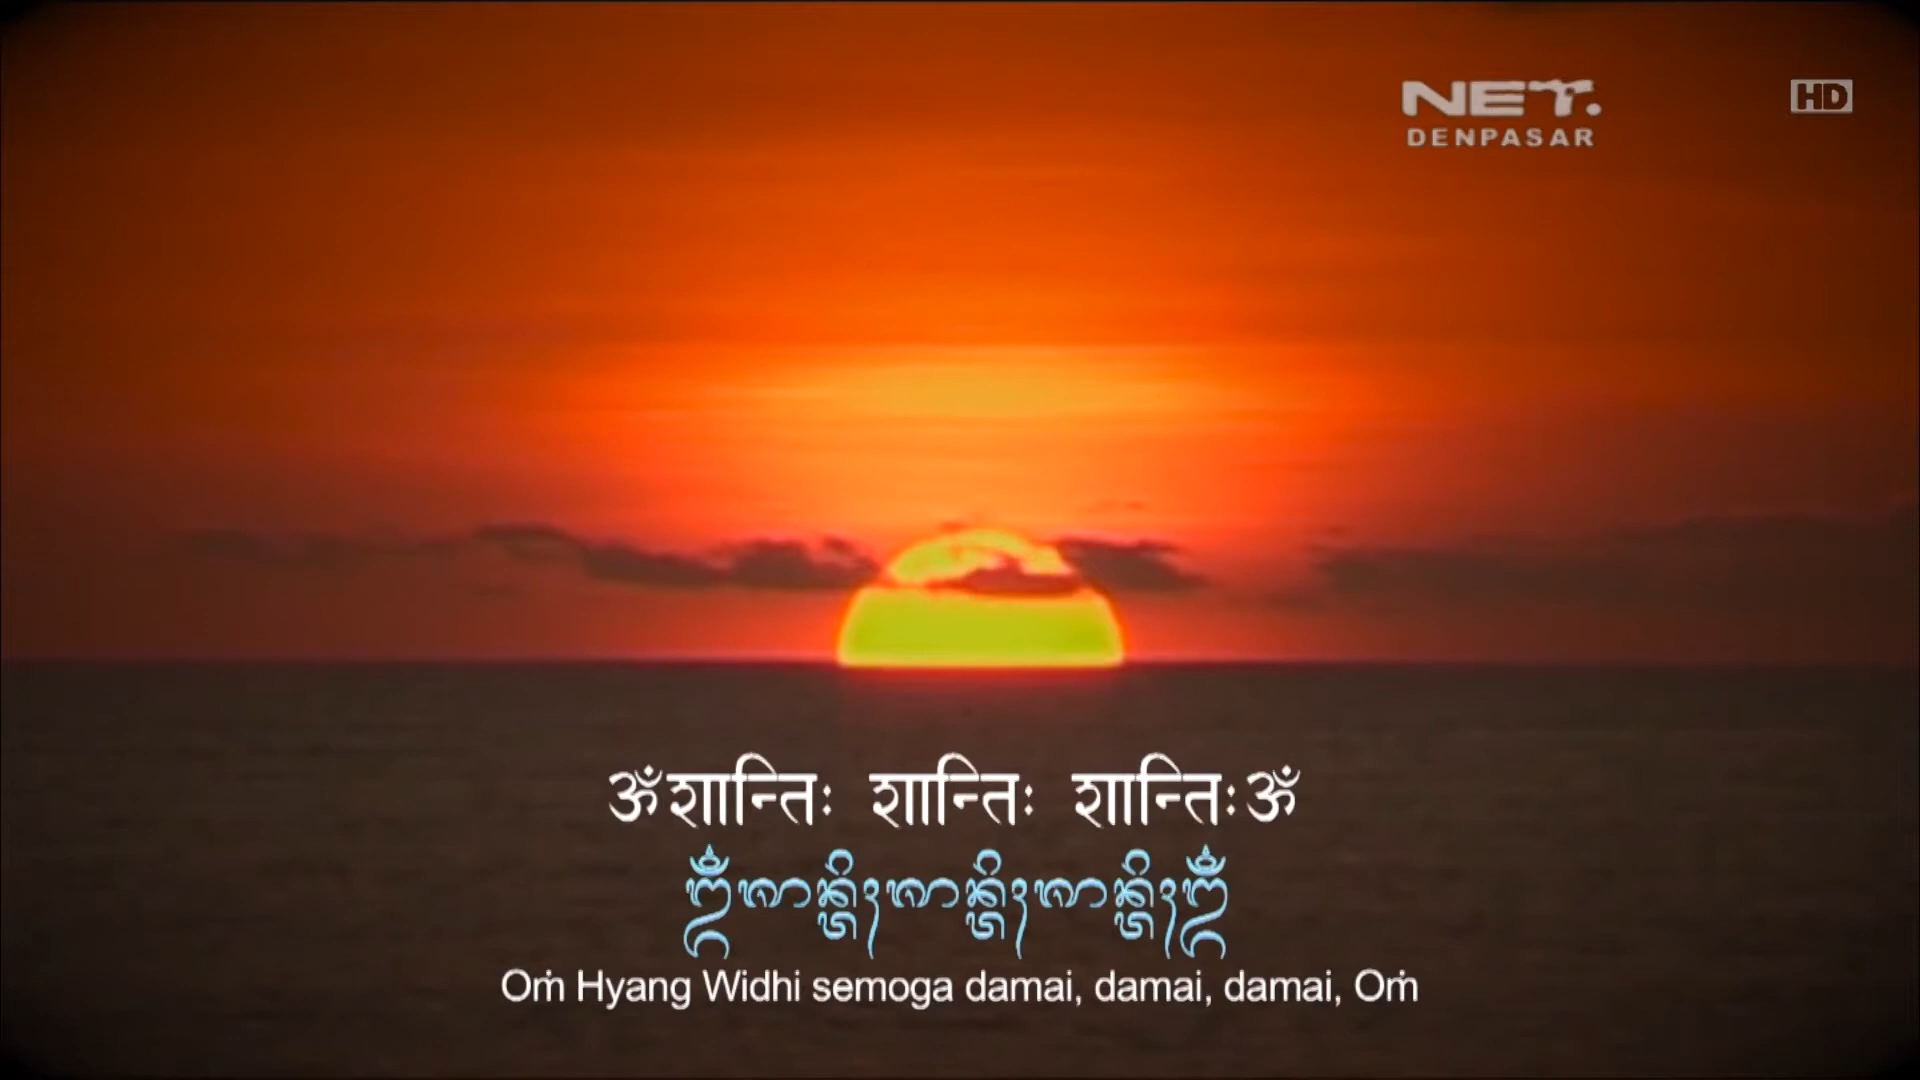 NET.
DENPASAR
HD
ॐ शान्तिः शान्तिः शान्तिः ॐ
ᬒᬁᬰᬵᬦ᭄ᬢᬶᬄᬰᬵᬦ᭄ᬢᬶᬄᬰᬵᬦ᭄ᬢᬶᬄᬒᬁ
Oṁ Hyang Widhi semoga damai, damai, damai, Oṁ